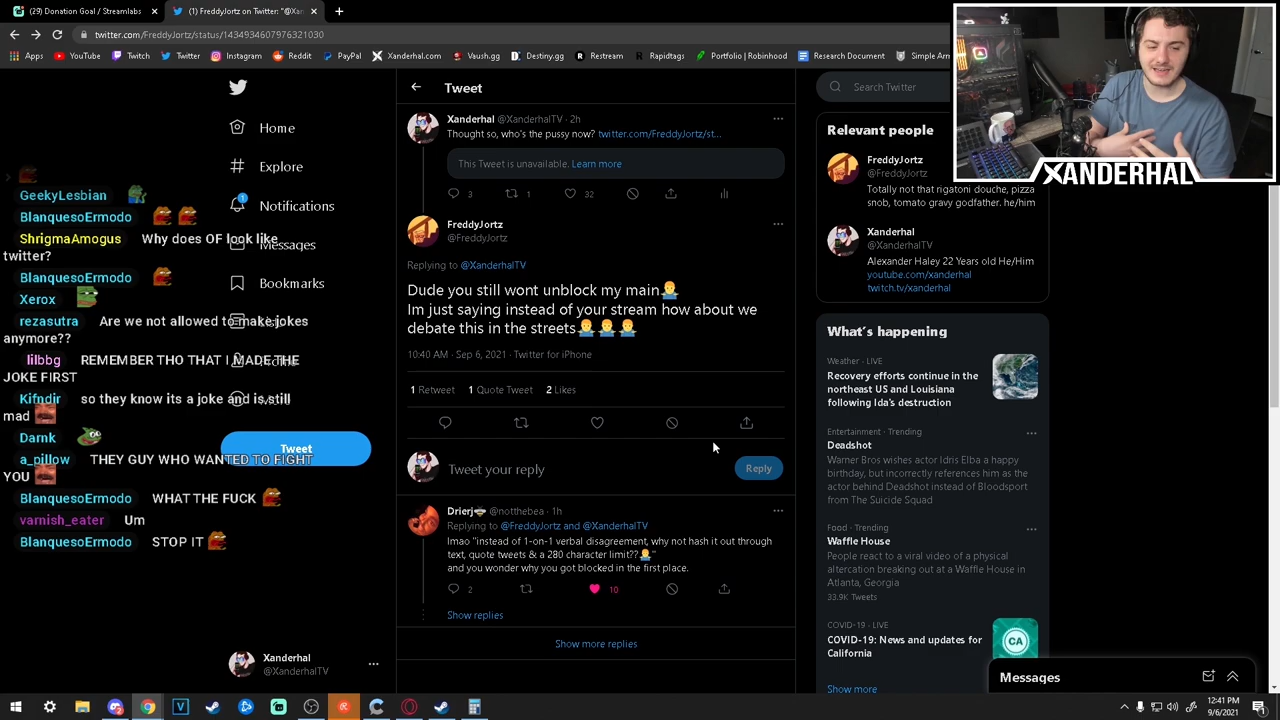 (29) Donation Goal / Streamlabs
(1) FreddyJortz on Twitter: "@Xan
twitter.com/FreddyJortz/status/1434934607976321030
Apps
YouTube
Twitch
Twitter
Instagram
Reddit
PayPal
Xanderhal.com
Rush.gg
Destiny.gg
Restream
Rapidtags
Portfolio | Robinhood
Research Document
Simple Arm
XANDERHAL
Home
Explore
Notifications
Messages
Bookmarks
Tweet
GeekyLesbian
BlanquesoErmodo
ShrigmaAmogus Why does OF look like
twitter?
BlanquesoErmodo
Xerox
rezasutra Are we not allowed to make jokes
anymore??
lilbbg REMEMBER THO THAT I MADE THE
JOKE FIRST
Kifndir so they know its a joke and is still
mad
Darnk
a_pillow THEY GUY WHO WANTED TO FIGHT
YOU
BlanquesoErmodo WHAT THE FUCK
varnish_eater Um
BlanquesoErmodo STOP IT
Xanderhal
@XanderhalTV
Tweet
Xanderhal @XanderhalTV · 2h
Thought so, who's the pussy now? twitter.com/FreddyJortz/st…
This Tweet is unavailable. Learn more
3 1 32
FreddyJortz
@FreddyJortz
Replying to @XanderhalTV
Dude you still wont unblock my main
Im just saying instead of your stream how about we
debate this in the streets
10:40 AM · Sep 6, 2021 · Twitter for iPhone
1 Retweet 1 Quote Tweet 2 Likes
Tweet your reply
Reply
Drierj @notthebea · 1h
Replying to @FreddyJortz and @XanderhalTV
lmao "instead of 1-on-1 verbal disagreement, why not hash it out through
text, quote tweets & a 280 character limit??"
and you wonder why you got blocked in the first place.
2 10
Show replies
Show more replies
Search Twitter
Relevant people
FreddyJortz
@FreddyJortz
Totally not that rigatoni douche, pizza
snob, tomato gravy godfather. he/him
Xanderhal
@XanderhalTV
Alexander Haley 22 Years old He/Him
youtube.com/xanderhal
twitch.tv/xanderhal
What's happening
Weather · LIVE
Recovery efforts continue in the
northeast US and Louisiana
following Ida's destruction
Entertainment · Trending
Deadshot
Warner Bros wishes actor Idris Elba a happy
birthday, but incorrectly references him as the
actor behind Deadshot instead of Bloodsport
from The Suicide Squad
Food · Trending
Waffle House
People react to a viral video of a physical
altercation breaking out at a Waffle House in
Atlanta, Georgia
33.9K Tweets
COVID-19 · LIVE
COVID-19: News and updates for
California
CA
Show more
Messages
12:41 PM
9/6/2021